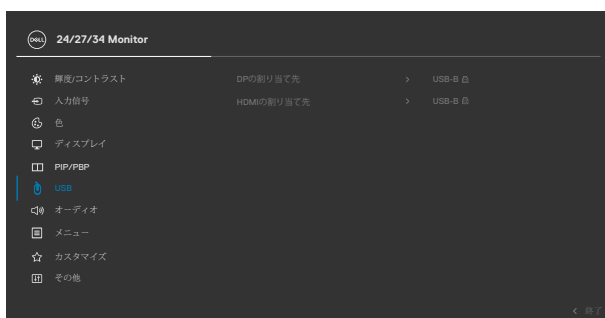 DELL 24/27/34 Monitor
輝度/コントラスト DPの割り当て先 > USB-B
入力信号 HDMIの割り当て先 > USB-B
色
ディスプレイ
PIP/PBP
USB
オーディオ
メニュー
カスタマイズ
その他
< 終了